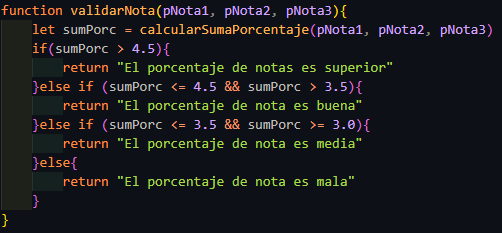 function validarNota(pNota1, pNota2, pNota3){
let sumPorc = calcularSumaPorcentaje(pNota1, pNota2, pNota3)
if(sumPorc > 4.5){
return "El porcentaje de notas es superior"
}else if (sumPorc <= 4.5 && sumPorc > 3.5){
return "El porcentaje de nota es buena"
}else if (sumPorc <= 3.5 && sumPorc >= 3.0){
return "El porcentaje de nota es media"
}else{
return "El porcentaje de nota es mala"
}
}